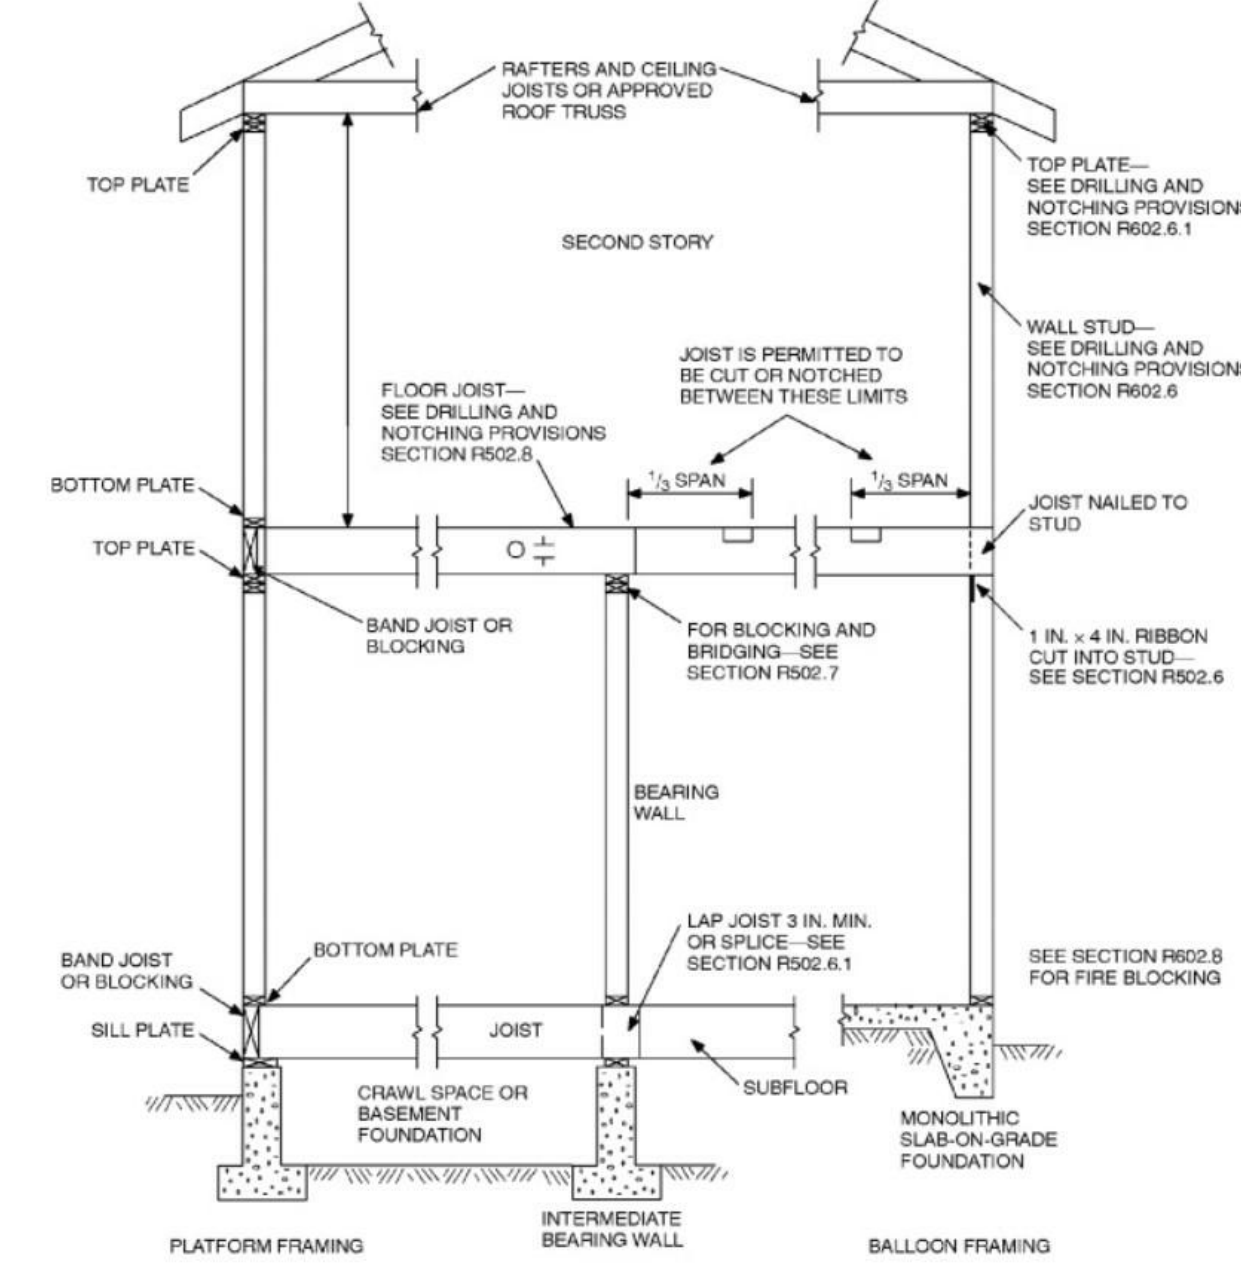 RAFTERS AND CEILING
JOISTS OR APPROVED
ROOF TRUSS
TOP PLATE
TOP PLATE—
SEE DRILLING AND
NOTCHING PROVISIONS
SECTION R602.6.1
SECOND STORY
WALL STUD—
SEE DRILLING AND
NOTCHING PROVISIONS
SECTION R602.6
JOIST IS PERMITTED TO
BE CUT OR NOTCHED
BETWEEN THESE LIMITS
FLOOR JOIST—
SEE DRILLING AND
NOTCHING PROVISIONS
SECTION R502.8
1/3 SPAN
1/3 SPAN
BOTTOM PLATE
JOIST NAILED TO
STUD
TOP PLATE
BAND JOIST OR
BLOCKING
FOR BLOCKING AND
BRIDGING—SEE
SECTION R502.7
1 IN. × 4 IN. RIBBON
CUT INTO STUD—
SEE SECTION R502.6
BEARING
WALL
LAP JOIST 3 IN. MIN.
OR SPLICE—SEE
SECTION R502.6.1
BOTTOM PLATE
BAND JOIST
OR BLOCKING
SEE SECTION R602.8
FOR FIRE BLOCKING
SILL PLATE
JOIST
SUBFLOOR
CRAWL SPACE OR
BASEMENT
FOUNDATION
MONOLITHIC
SLAB-ON-GRADE
FOUNDATION
INTERMEDIATE
BEARING WALL
PLATFORM FRAMING
BALLOON FRAMING